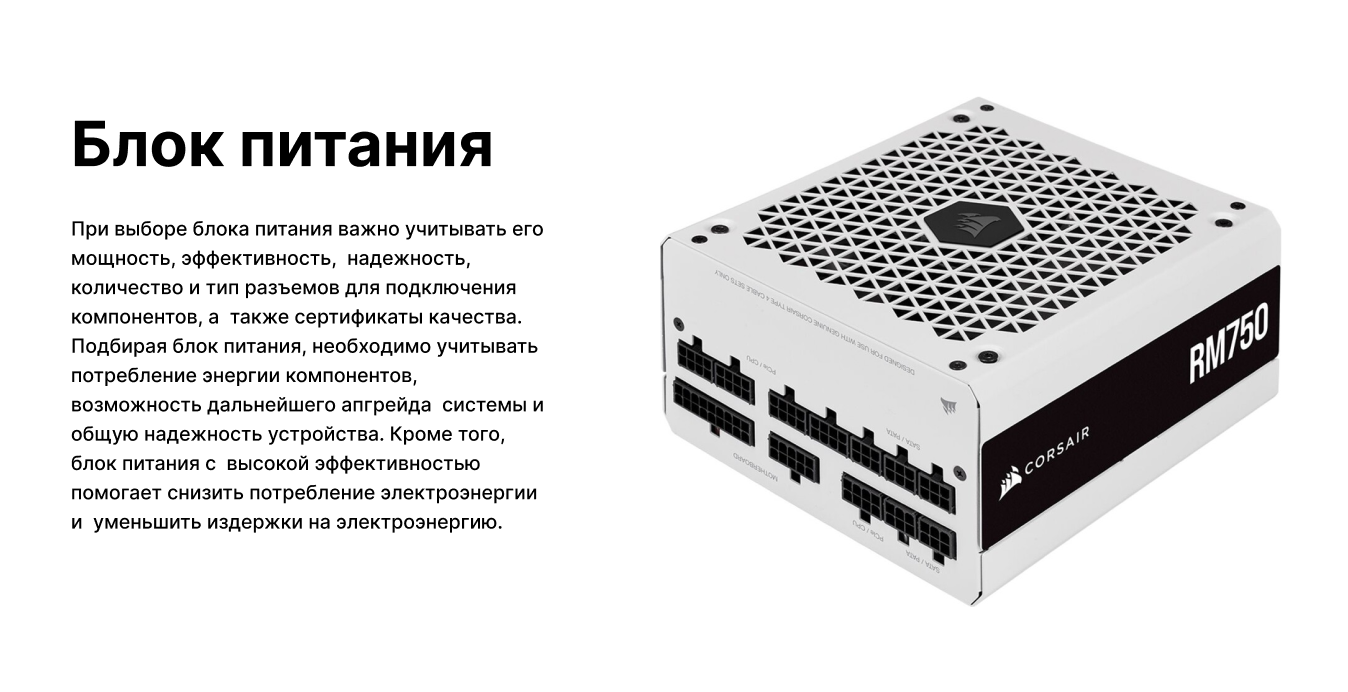 Блок питания
При выборе блока питания важно учитывать его
мощность, эффективность,  надежность,
количество и тип разъемов для подключения
компонентов, а  также сертификаты качества.
Подбирая блок питания, необходимо учитывать
потребление энергии компонентов,
возможность дальнейшего апгрейда  системы и
общую надежность устройства. Кроме того,
блок питания с  высокой эффективностью
помогает снизить потребление электроэнергии
и  уменьшить издержки на электроэнергию.
DESIGNED FOR USE WITH GENUINE CORSAIR TYPE 4 CABLE SETS ONLY
PCIe / CPU
SATA / PATA
MOTHERBOARD
PCIe / CPU
SATA / PATA
SATA / PATA
RM750
CORSAIR